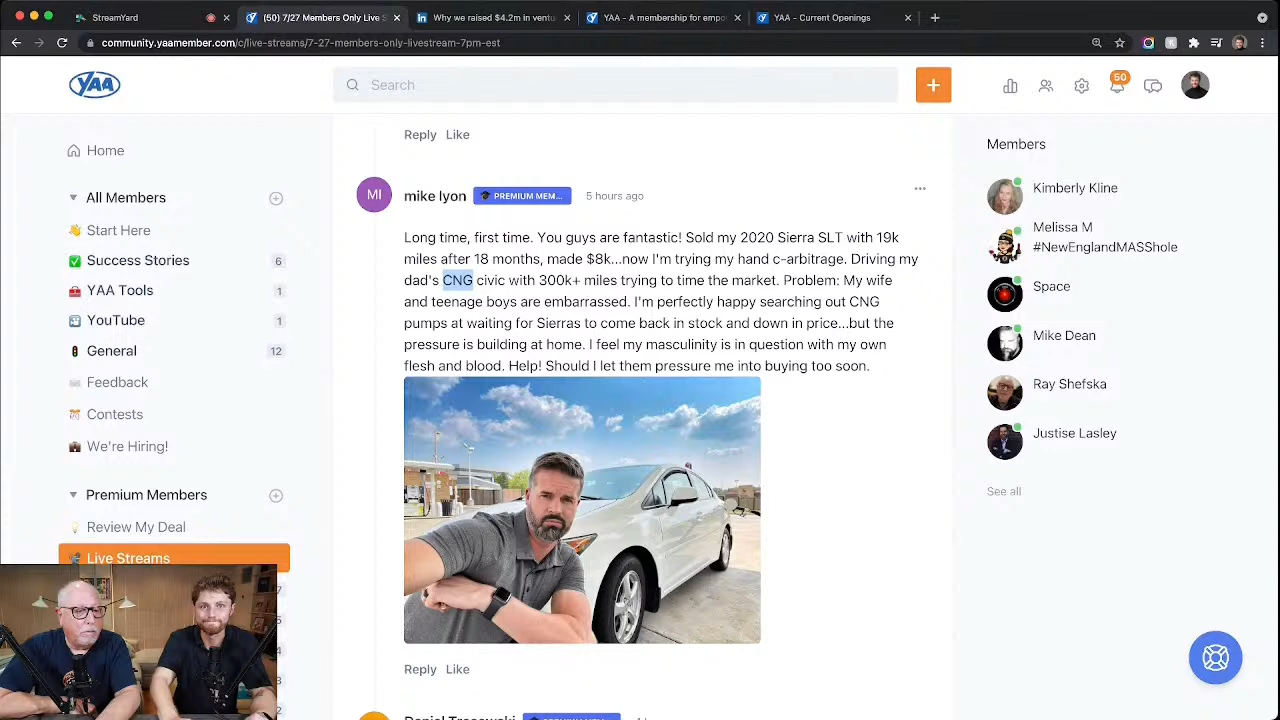 StreamYard
(50) 7/27 Members Only Live S
Why we raised $4.2m in ventu
YAA - A membership for empo
YAA - Current Openings
community.yaamember.com/c/live-streams/7-27-members-only-livestream-7pm-est
YAA
Search
50
Home
All Members
Start Here
Success Stories 6
YAA Tools 1
YouTube 1
General 12
Feedback
Contests
We're Hiring!
Premium Members
Review My Deal
Live Streams
Reply Like
MI
mike lyon PREMIUM MEM... 5 hours ago
Long time, first time. You guys are fantastic! Sold my 2020 Sierra SLT with 19k
miles after 18 months, made $8k...now I'm trying my hand @-arbitrage. Driving my
dad's CNG civic with 300k+ miles trying to time the market. Problem: My wife
and teenage boys are embarrassed. I'm perfectly happy searching out CNG
pumps at waiting for Sierras to come back in stock and down in price...but the
pressure is building at home. I feel my masculinity is in question with my own
flesh and blood. Help! Should I let them pressure me into buying too soon.
Reply Like
Members
Kimberly Kline
Melissa M
#NewEnglandMASShole
Space
Mike Dean
Ray Shefska
Justise Lasley
See all